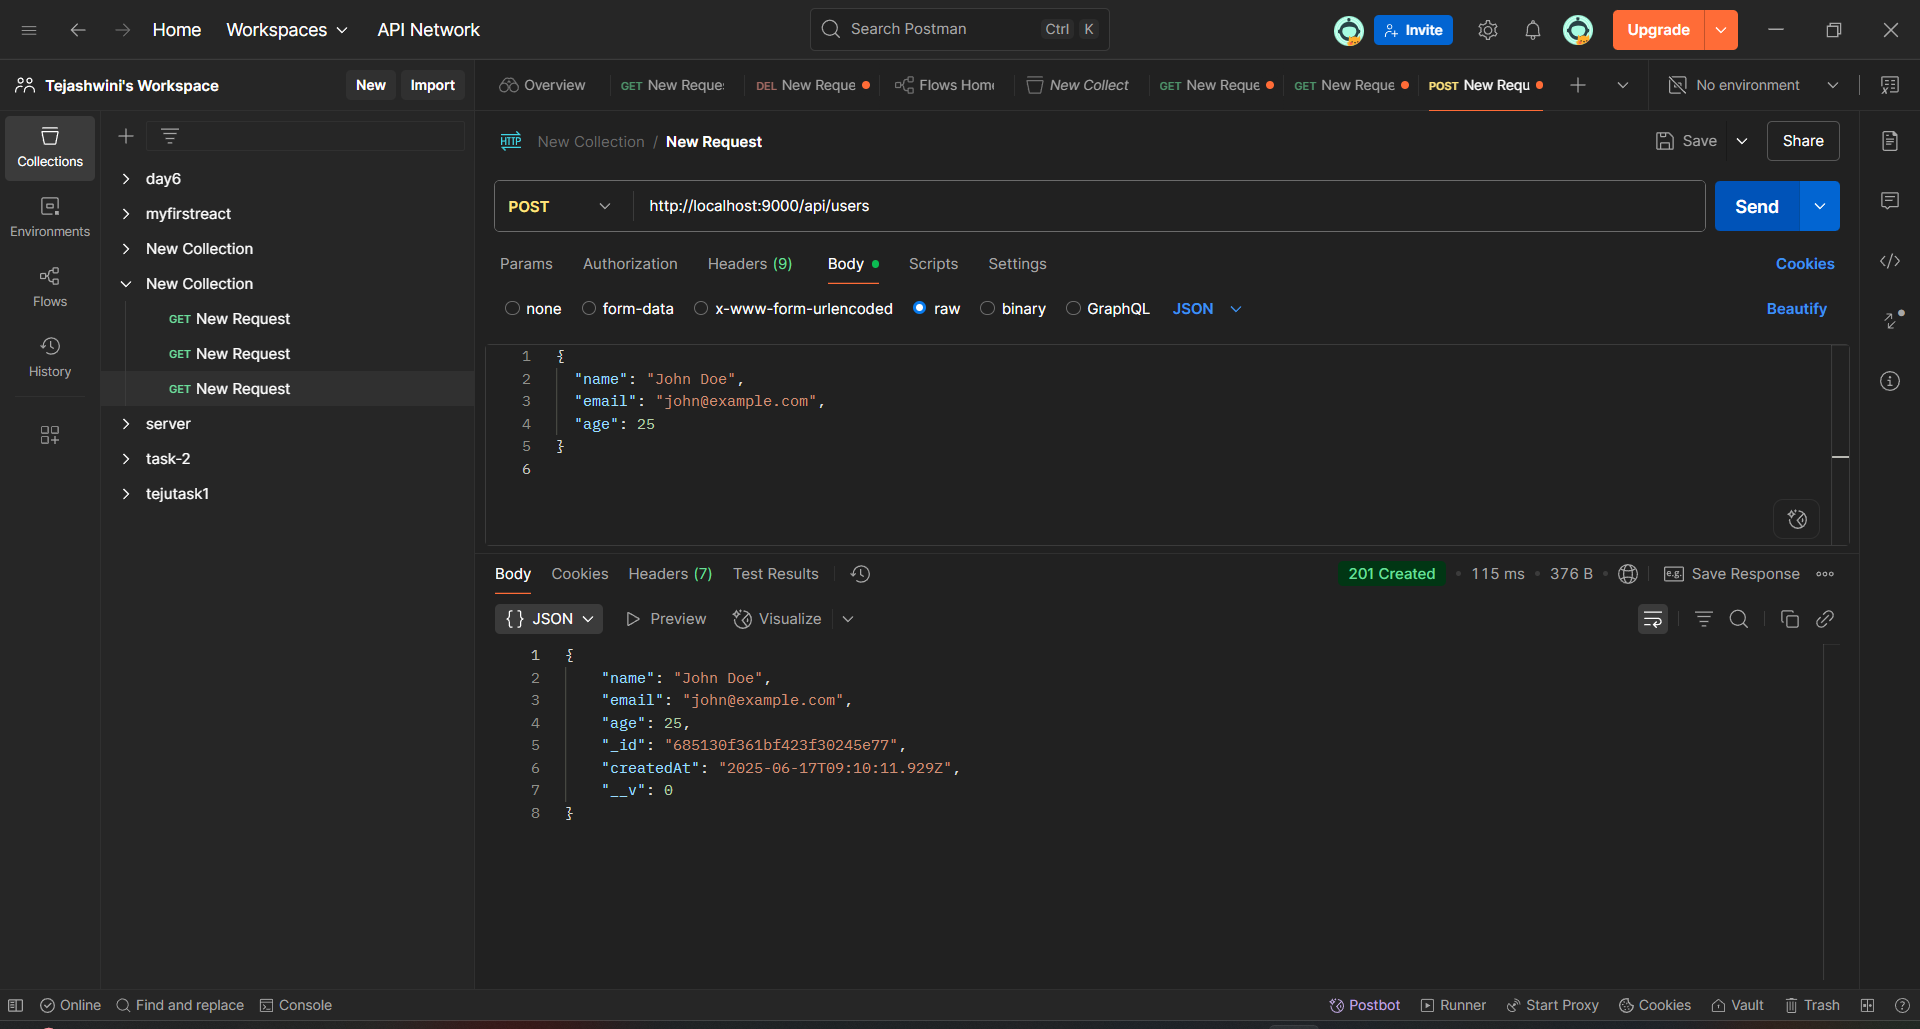 Home Workspaces API Network Search Postman Ctrl K Invite Upgrade
Tejashwini's Workspace New Import
Overview GET New Reque DEL New Reque Flows Home New Collect GET New Reque GET New Reque POST New Requ No environment
Collections
Environments
Flows
History
day6
myfirstreact
New Collection
New Collection
GET New Request
GET New Request
GET New Request
server
task-2
tejutask1
HTTP New Collection / New Request Save Share
POST http://localhost:9000/api/users Send
Params Authorization Headers (9) Body Scripts Settings Cookies
none form-data x-www-form-urlencoded raw binary GraphQL JSON Beautify
1 {
2 "name": "John Doe",
3 "email": "john@example.com",
4 "age": 25
5 }
6
Body Cookies Headers (7) Test Results 201 Created 115 ms 376 B e.g. Save Response
{} JSON Preview Visualize
1 {
2 "name": "John Doe",
3 "email": "john@example.com",
4 "age": 25,
5 "_id": "685130f361bf423f30245e77",
6 "createdAt": "2025-06-17T09:10:11.929Z",
7 "__v": 0
8 }
Online Find and replace Console Postbot Runner Start Proxy Cookies Vault Trash